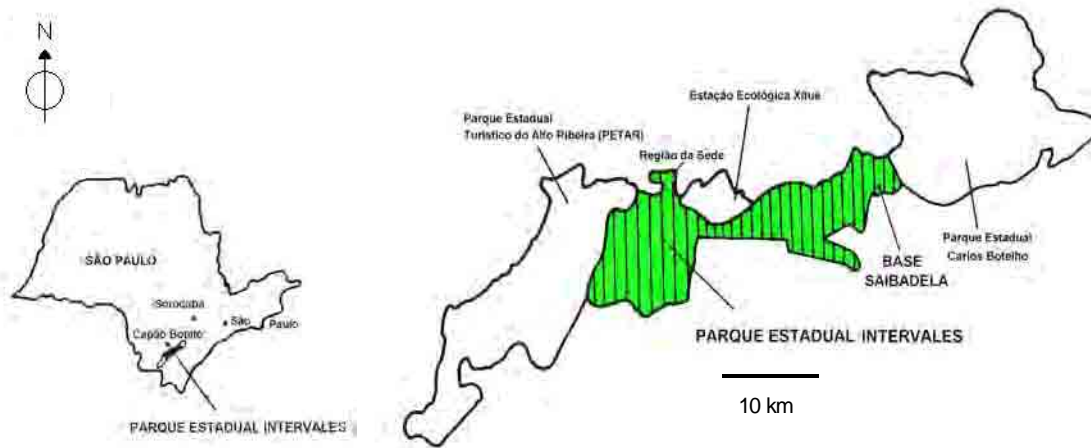 N
SÃO PAULO
Sorocaba
São Paulo
Capão Bonito
PARQUE ESTADUAL INTERVALES
Parque Estadual
Turístico do Alto Ribeira (PETAR)
Estação Ecológica Xitué
Região da Sede
Parque Estadual
Carlos Botelho
BASE
SAIBADELA
PARQUE ESTADUAL INTERVALES
10 km